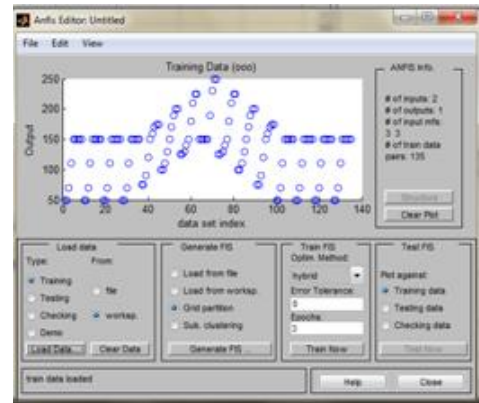 Anfis Editor: Untitled
File Edit View
Training Data (ooo)
250
200
150
100
50
Output
0 20 40 60 80 100 120 140
data set index
ANFIS Info.
# of inputs: 2
# of outputs: 1
# of input mfs:
3 3
# of train data
pairs: 135
Structure
Clear Plot
Load data
Type: From:
Training
Testing
Checking
Demo
file
worksp.
Load Data... Clear Data
Generate FIS
Load from file
Load from worksp.
Grid partition
Sub. clustering
Generate FIS ...
Train FIS
Optim. Method:
hybrid
Error Tolerance:
0
Epochs:
3
Train Now
Test FIS
Plot against:
Training data
Testing data
Checking data
Test Now
train data loaded
Help Close